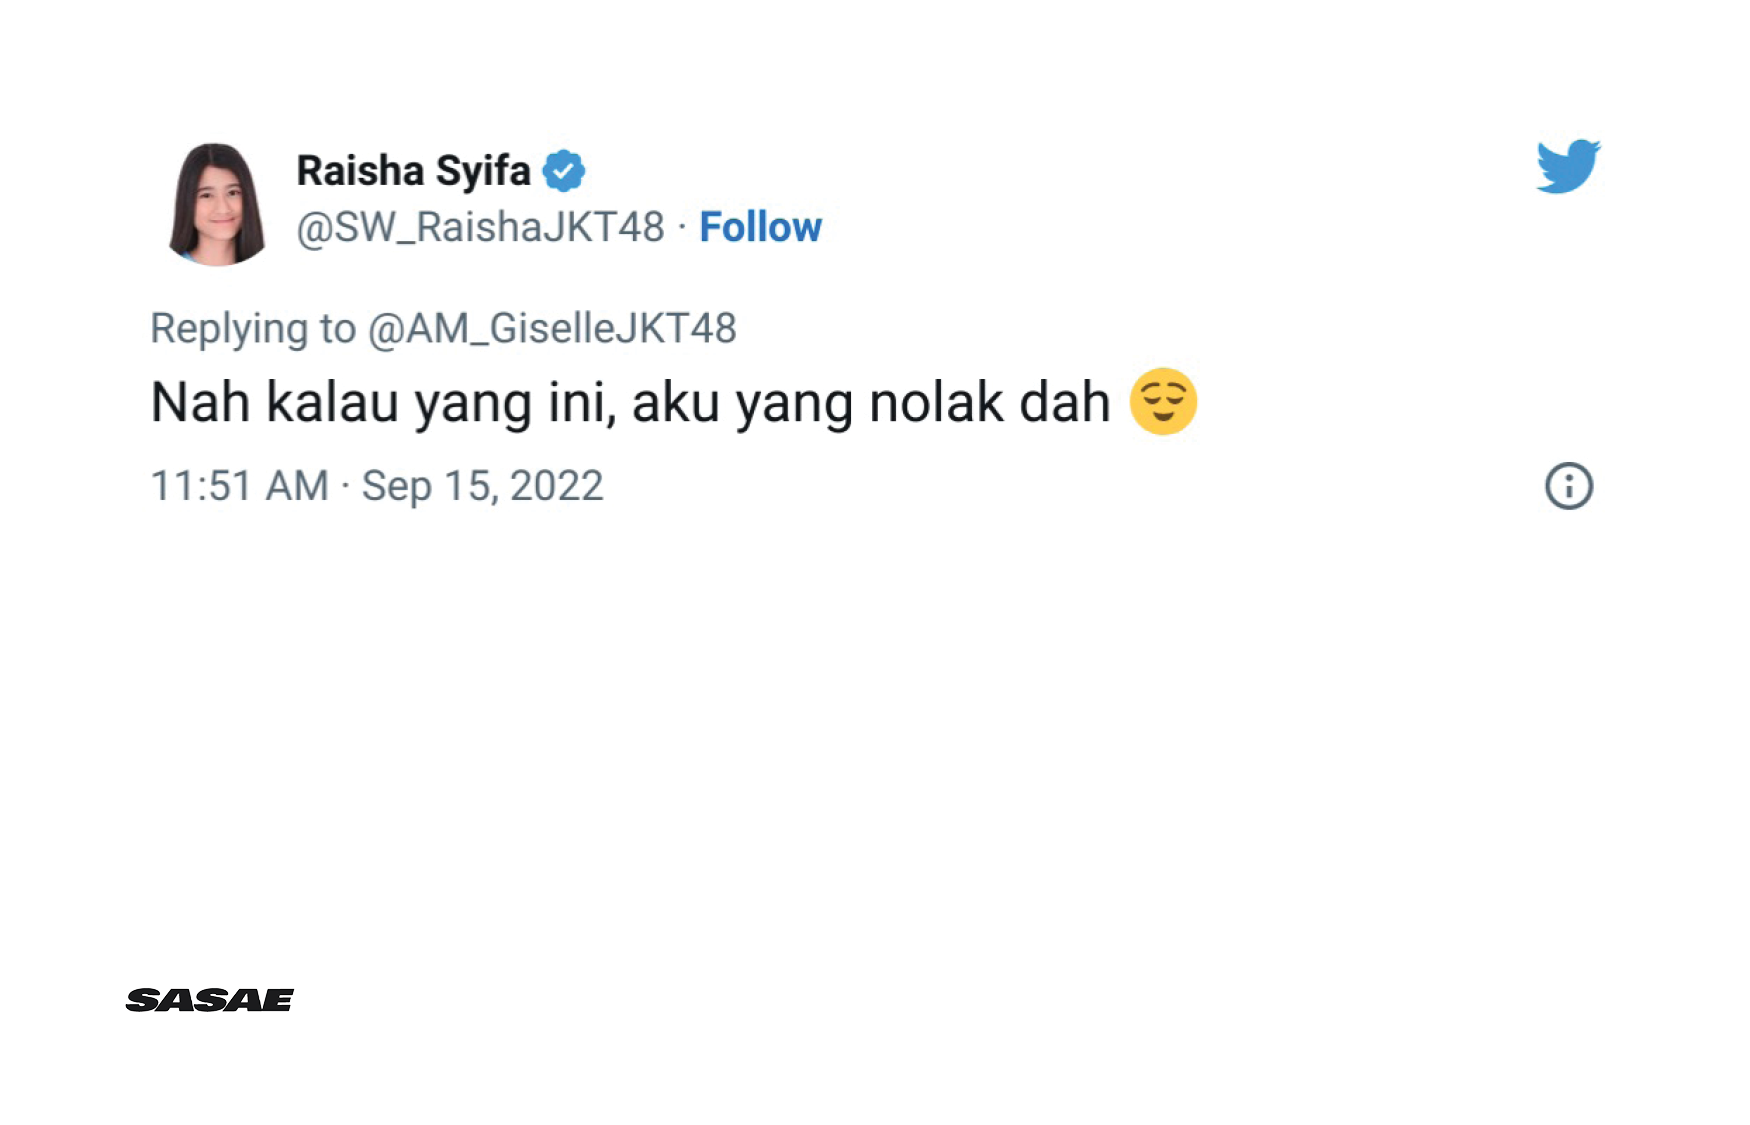 Raisha Syifa
@SW_RaishaJKT48 · Follow
Replying to @AM_GiselleJKT48
Nah kalau yang ini, aku yang nolak dah 😌
11:51 AM · Sep 15, 2022
SASAE